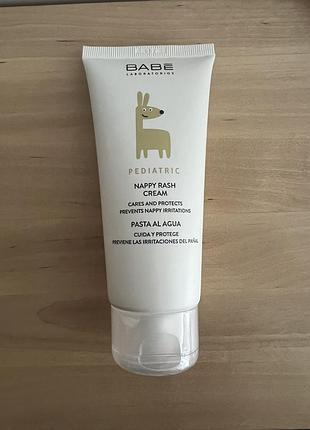 BABÉ
LABORATORIOS
PEDIATRIC
NAPPY RASH
CREAM
CARES AND PROTECTS
PREVENTS NAPPY IRRITATIONS
PASTA AL AGUA
CUIDA Y PROTEGE
PREVIENE LAS IRRITACIONES DEL PAÑAL